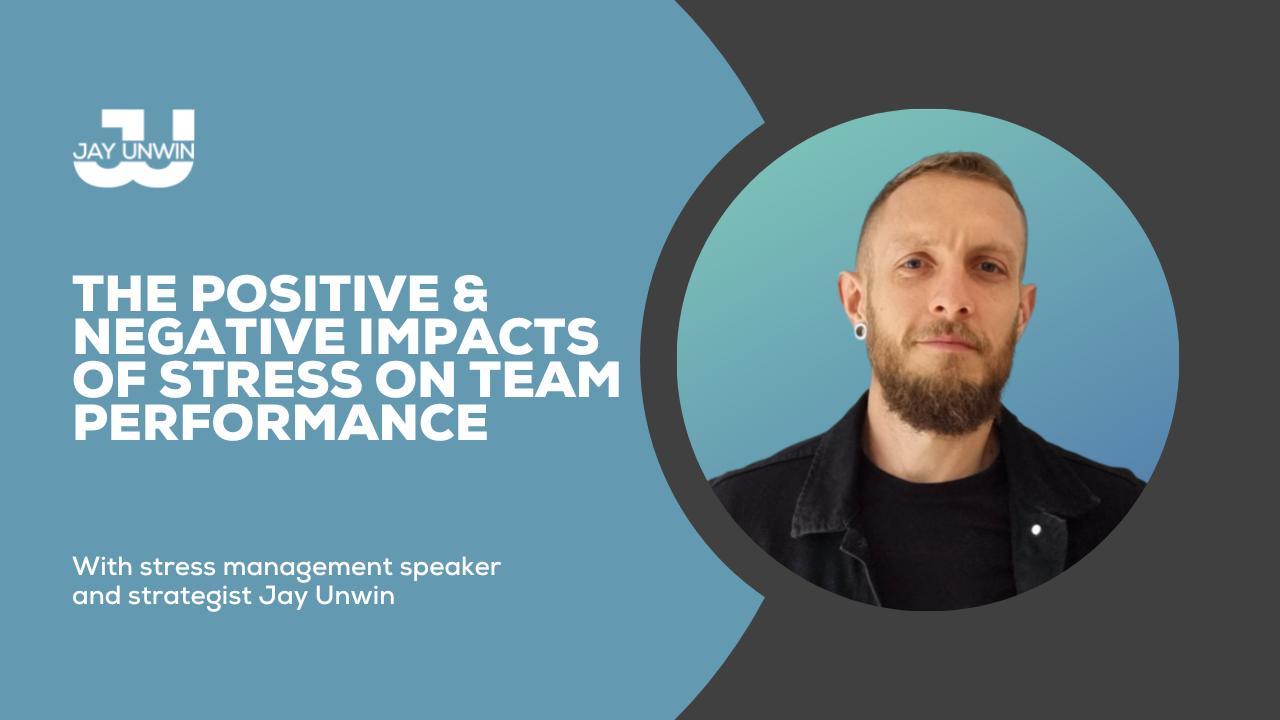 JAY UNWIN
THE POSITIVE &
NEGATIVE IMPACTS
OF STRESS ON TEAM
PERFORMANCE
With stress management speaker
and strategist Jay Unwin